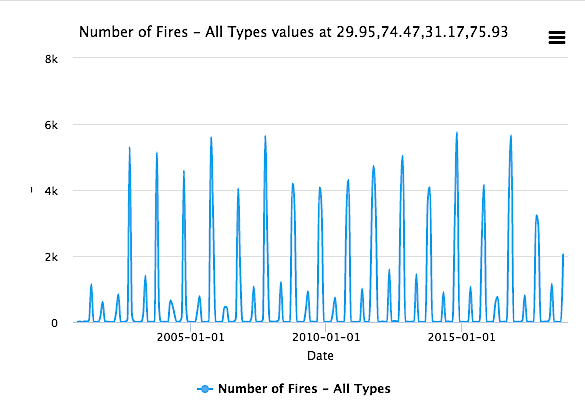 Number of Fires - All Types values at 29.95,74.47,31.17,75.93
8k
6k
4k
2k
0
2005-01-01 2010-01-01 2015-01-01
Date
Number of Fires - All Types